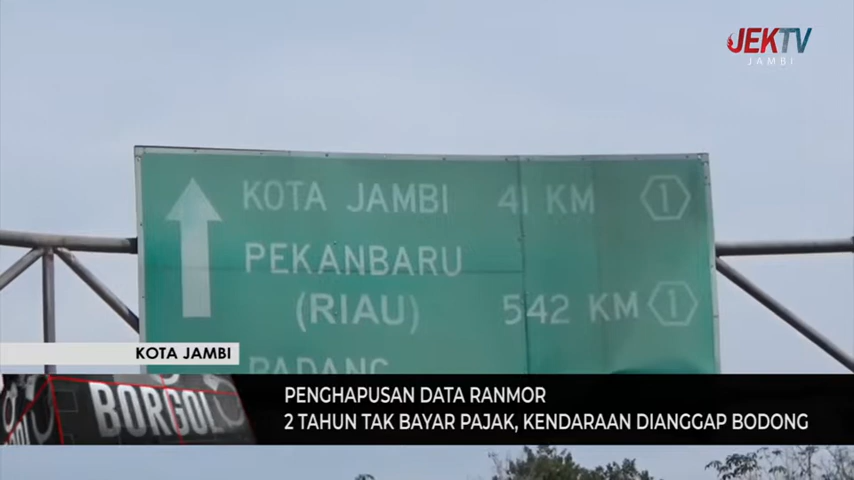 JEKTV
JAMBI
KOTA JAMBI 41 KM 1
PEKANBARU
(RIAU) 542 KM 1
PADANG
KOTA JAMBI
BORGOL
PENGHAPUSAN DATA RANMOR
2 TAHUN TAK BAYAR PAJAK, KENDARAAN DIANGGAP BODONG